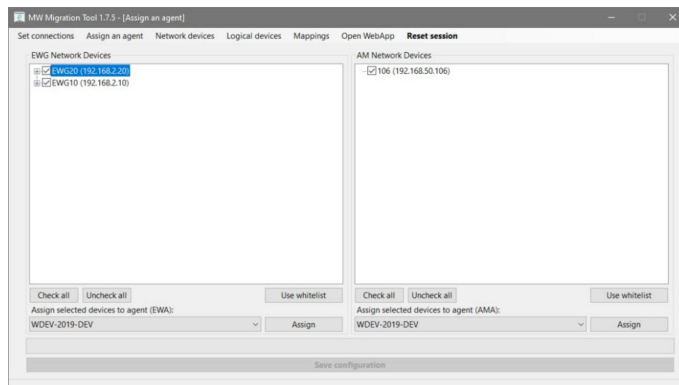 MW Migration Tool 1.7.5 - [Assign an agent]
Set connections Assign an agent Network devices Logical devices Mappings Open WebApp Reset session
EWG Network Devices
EWG20 (192.168.2.20)
EWG10 (192.168.2.10)
Check all Uncheck all Use whitelist
Assign selected devices to agent (EWA):
WDEV-2019-DEV Assign
AM Network Devices
106 (192.168.50.106)
Check all Uncheck all Use whitelist
Assign selected devices to agent (AMA):
WDEV-2019-DEV Assign
Save configuration